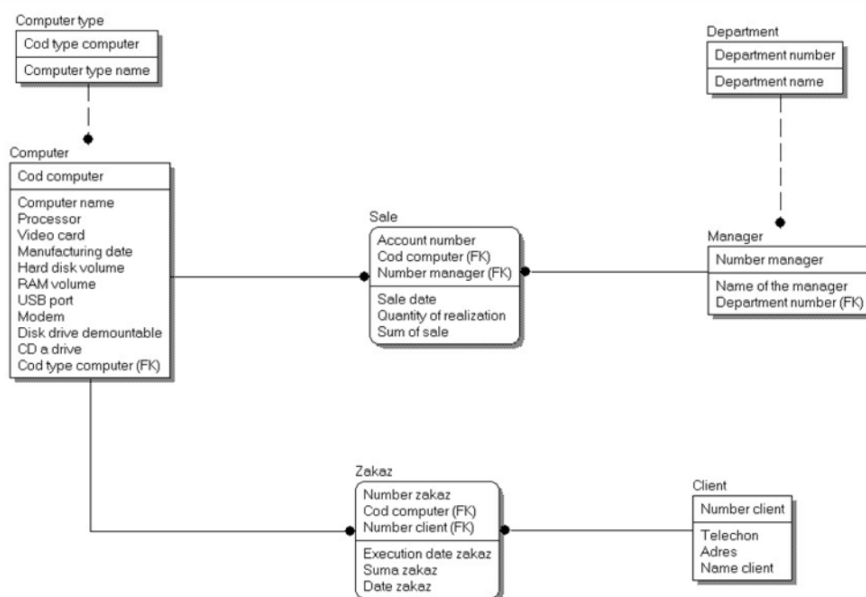 Computer type
Cod type computer
Computer type name
Department
Department number
Department name
Computer
Cod computer
Computer name
Processor
Video card
Manufacturing date
Hard disk volume
RAM volume
USB port
Modem
Disk drive demountable
CD a drive
Cod type computer (FK)
Sale
Account number
Cod computer (FK)
Number manager (FK)
Sale date
Quantity of realization
Sum of sale
Manager
Number manager
Name of the manager
Department number (FK)
Zakaz
Number zakaz
Cod computer (FK)
Number client (FK)
Execution date zakaz
Suma zakaz
Date zakaz
Client
Number client
Telechon
Adres
Name client